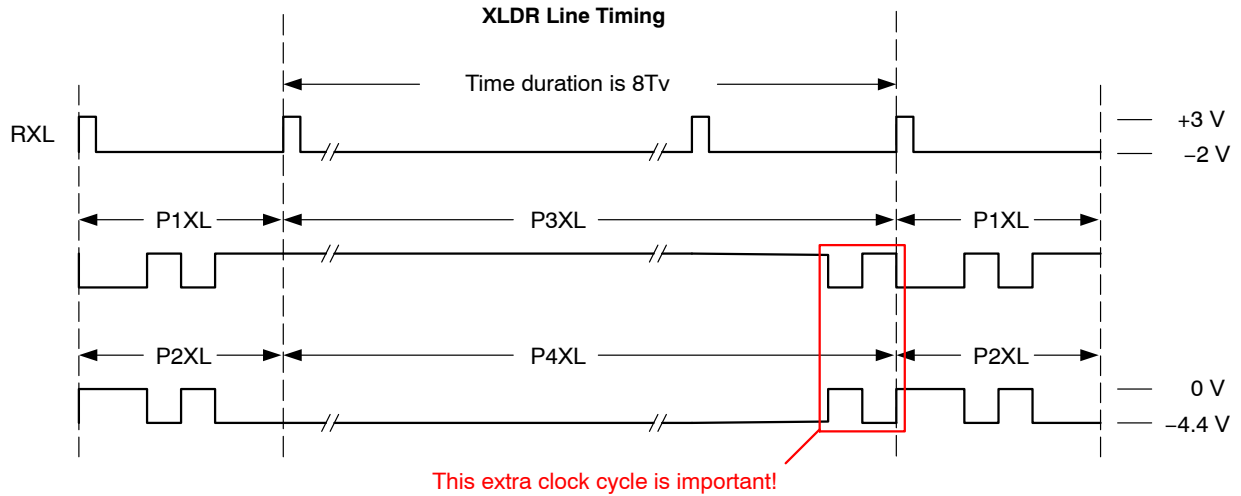 XLDR Line Timing
Time duration is 8Tv
RXL
+3 V
−2 V
P1XL
P3XL
P1XL
P2XL
P4XL
P2XL
0 V
−4.4 V
This extra clock cycle is important!